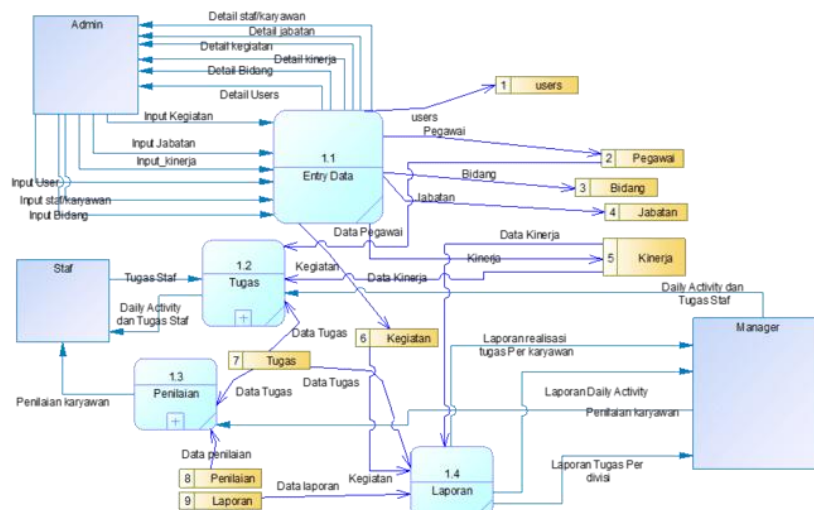 Admin
Detail staf/karyawan
Detail jabatan
Detail kegiatan
Detail kinerja
Detail Bidang
Detail Users
Input Kegiatan
Input Jabatan
Input_kinerja
Input User
Input staf/karyawan
Input Bidang
1.1
Entry Data
users
1 users
Pegawai
2 Pegawai
Bidang
3 Bidang
Jabatan
4 Jabatan
Data Pegawai
Data Kinerja
Kinerja
5 Kinerja
Kegiatan
Data Kinerja
Staf
Tugas Staf
1.2
Tugas
Daily Activity
dan Tugas Staf
Daily Activity dan
Tugas Staf
Manager
Data Tugas
6 Kegiatan
Laporan realisasi
tugas Per karyawan
7 Tugas
1.3
Penilaian
Data Tugas
Data Tugas
Penilaian karyawan
Laporan Daily Activity
Penilaian karyawan
Data penilaian
8 Penilaian
9 Laporan
Data laporan
Kegiatan
1.4
Laporan
Laporan Tugas Per
divisi